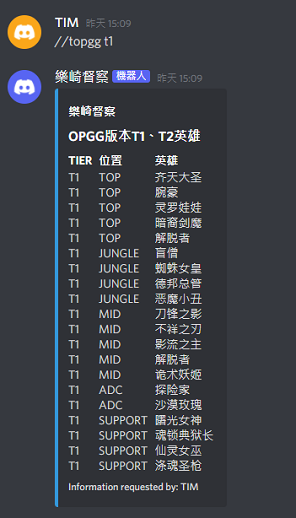 TIM 昨天 15:09
//topgg t1
樂崎督察 機器人 昨天 15:09
樂崎督察
OPGG版本T1、T2英雄
TIER 位置 英雄
T1 TOP 齐天大圣
T1 TOP 腕豪
T1 TOP 灵罗娃娃
T1 TOP 暗裔剑魔
T1 TOP 解脱者
T1 JUNGLE 盲僧
T1 JUNGLE 蜘蛛女皇
T1 JUNGLE 德邦总管
T1 JUNGLE 恶魔小丑
T1 MID 刀锋之影
T1 MID 不祥之刃
T1 MID 影流之主
T1 MID 解脱者
T1 MID 诡术妖姬
T1 ADC 探险家
T1 ADC 沙漠玫瑰
T1 SUPPORT 曙光女神
T1 SUPPORT 魂锁典狱长
T1 SUPPORT 仙灵女巫
T1 SUPPORT 涤魂圣枪
Information requested by: TIM